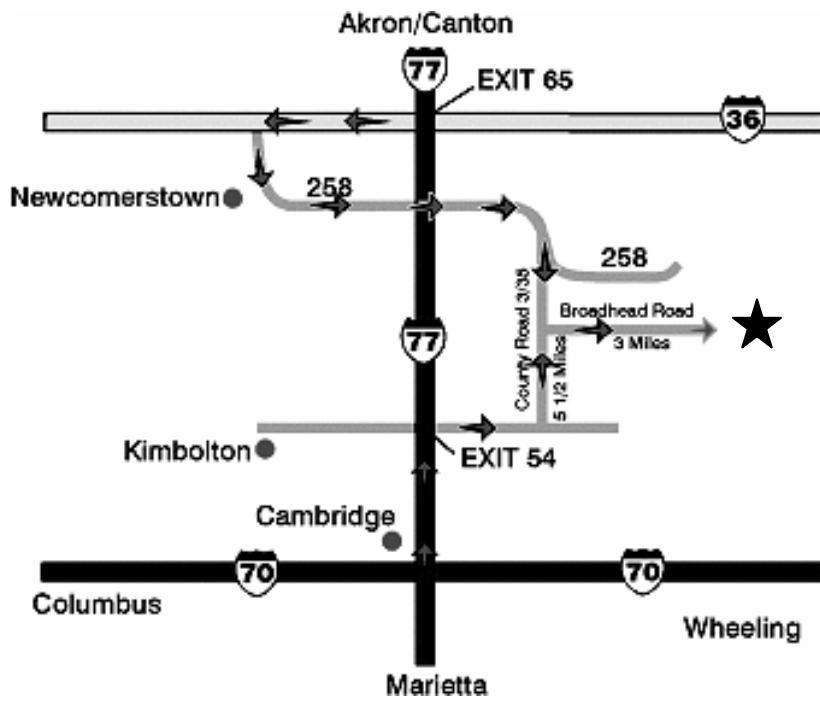 Akron/Canton
77
EXIT 65
36
258
Newcomerstown
258
County Road 3/35
Broadhead Road
3 Miles
5 1/2 Miles
77
Kimbolton
EXIT 54
Cambridge
70
70
Columbus
Wheeling
Marietta